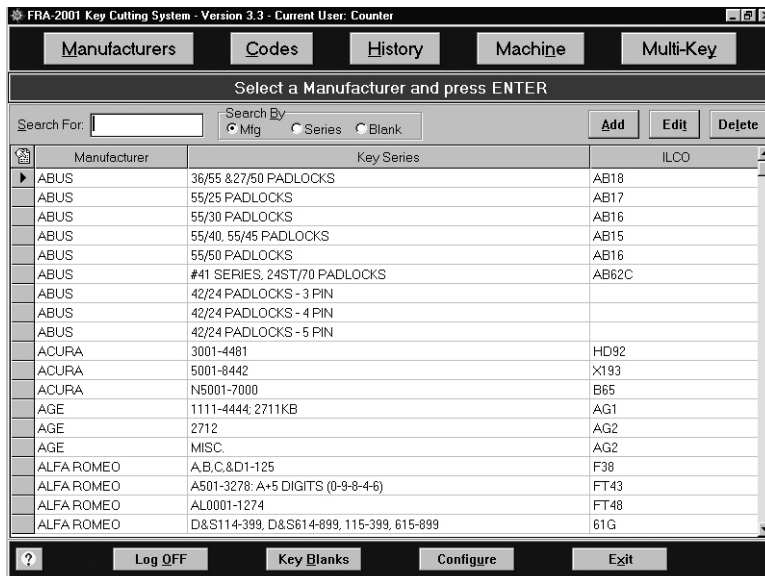 FRA-2001 Key Cutting System - Version 3.3 - Current User: Counter
Manufacturers Codes History Machine Multi-Key
Select a Manufacturer and press ENTER
Search For: Search By Mfg Series Blank Add Edit Delete
Manufacturer Key Series ILCO
ABUS 36/55 &27/50 PADLOCKS AB18
ABUS 55/25 PADLOCKS AB17
ABUS 55/30 PADLOCKS AB16
ABUS 55/40, 55/45 PADLOCKS AB15
ABUS 55/50 PADLOCKS AB16
ABUS #41 SERIES, 24ST/70 PADLOCKS AB62C
ABUS 42/24 PADLOCKS - 3 PIN
ABUS 42/24 PADLOCKS - 4 PIN
ABUS 42/24 PADLOCKS - 5 PIN
ACURA 3001-4481 HD92
ACURA 5001-8442 X193
ACURA N5001-7000 B65
AGE 1111-4444; 2711KB AG1
AGE 2712 AG2
AGE MISC. AG2
ALFA ROMEO A,B,C,&D1-125 F38
ALFA ROMEO A501-3278: A+5 DIGITS (0-9-8-4-6) FT43
ALFA ROMEO AL0001-1274 FT48
ALFA ROMEO D&S114-399, D&S614-899, 115-399, 615-899 61G
? Log OFF Key Blanks Configure Exit